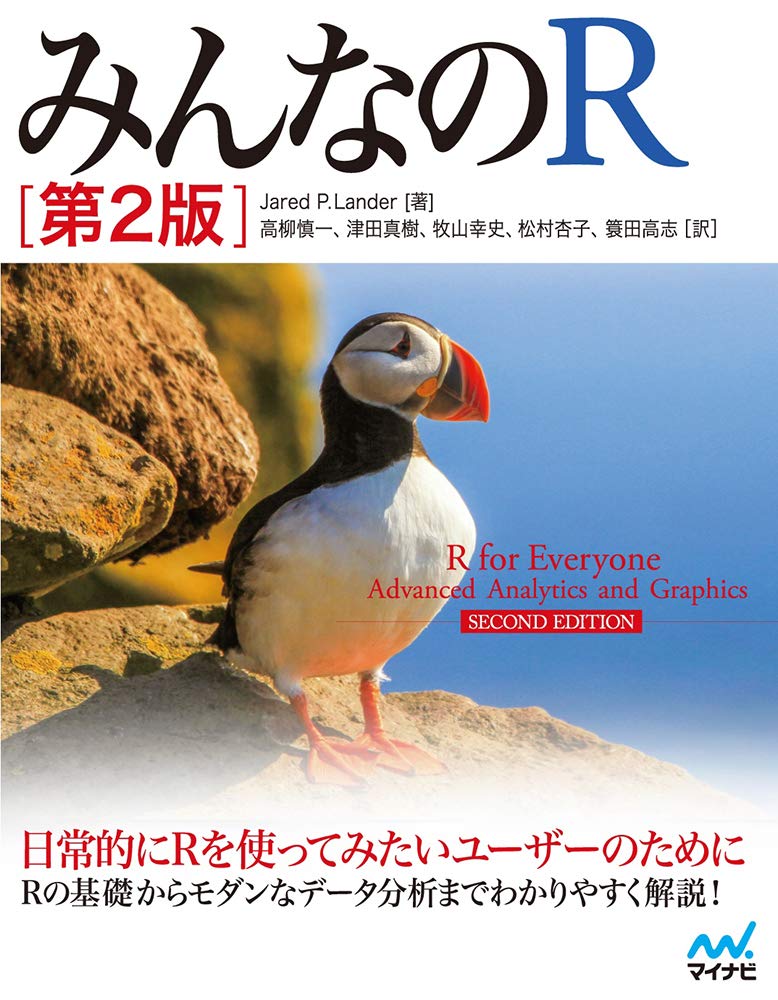 みんなのR
[第2版]
Jared P.Lander [著]
高柳慎一、津田真樹、牧山幸史、松村杏子、簑田高志 [訳]
R for Everyone
Advanced Analytics and Graphics
SECOND EDITION
日常的にRを使ってみたいユーザーのために
Rの基礎からモダンなデータ分析までわかりやすく解説！
マイナビ